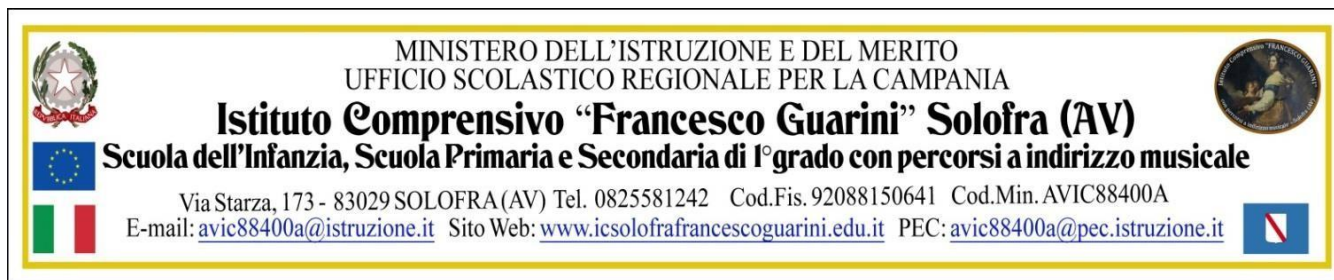 MINISTERO DELL'ISTRUZIONE E DEL MERITO
UFFICIO SCOLASTICO REGIONALE PER LA CAMPANIA
Istituto Comprensivo “Francesco Guarini” Solofra (AV)
Scuola dell'Infanzia, Scuola Primaria e Secondaria di 1°grado con percorsi a indirizzo musicale
Via Starza, 173 - 83029 SOLOFRA (AV) Tel. 0825581242 Cod.Fis. 92088150641 Cod.Min. AVIC88400A
E-mail: avic88400a@istruzione.it Sito Web: www.icsolofrafrancescoguarini.edu.it PEC: avic88400a@pec.istruzione.it
REPVBBLICA ITALIANA